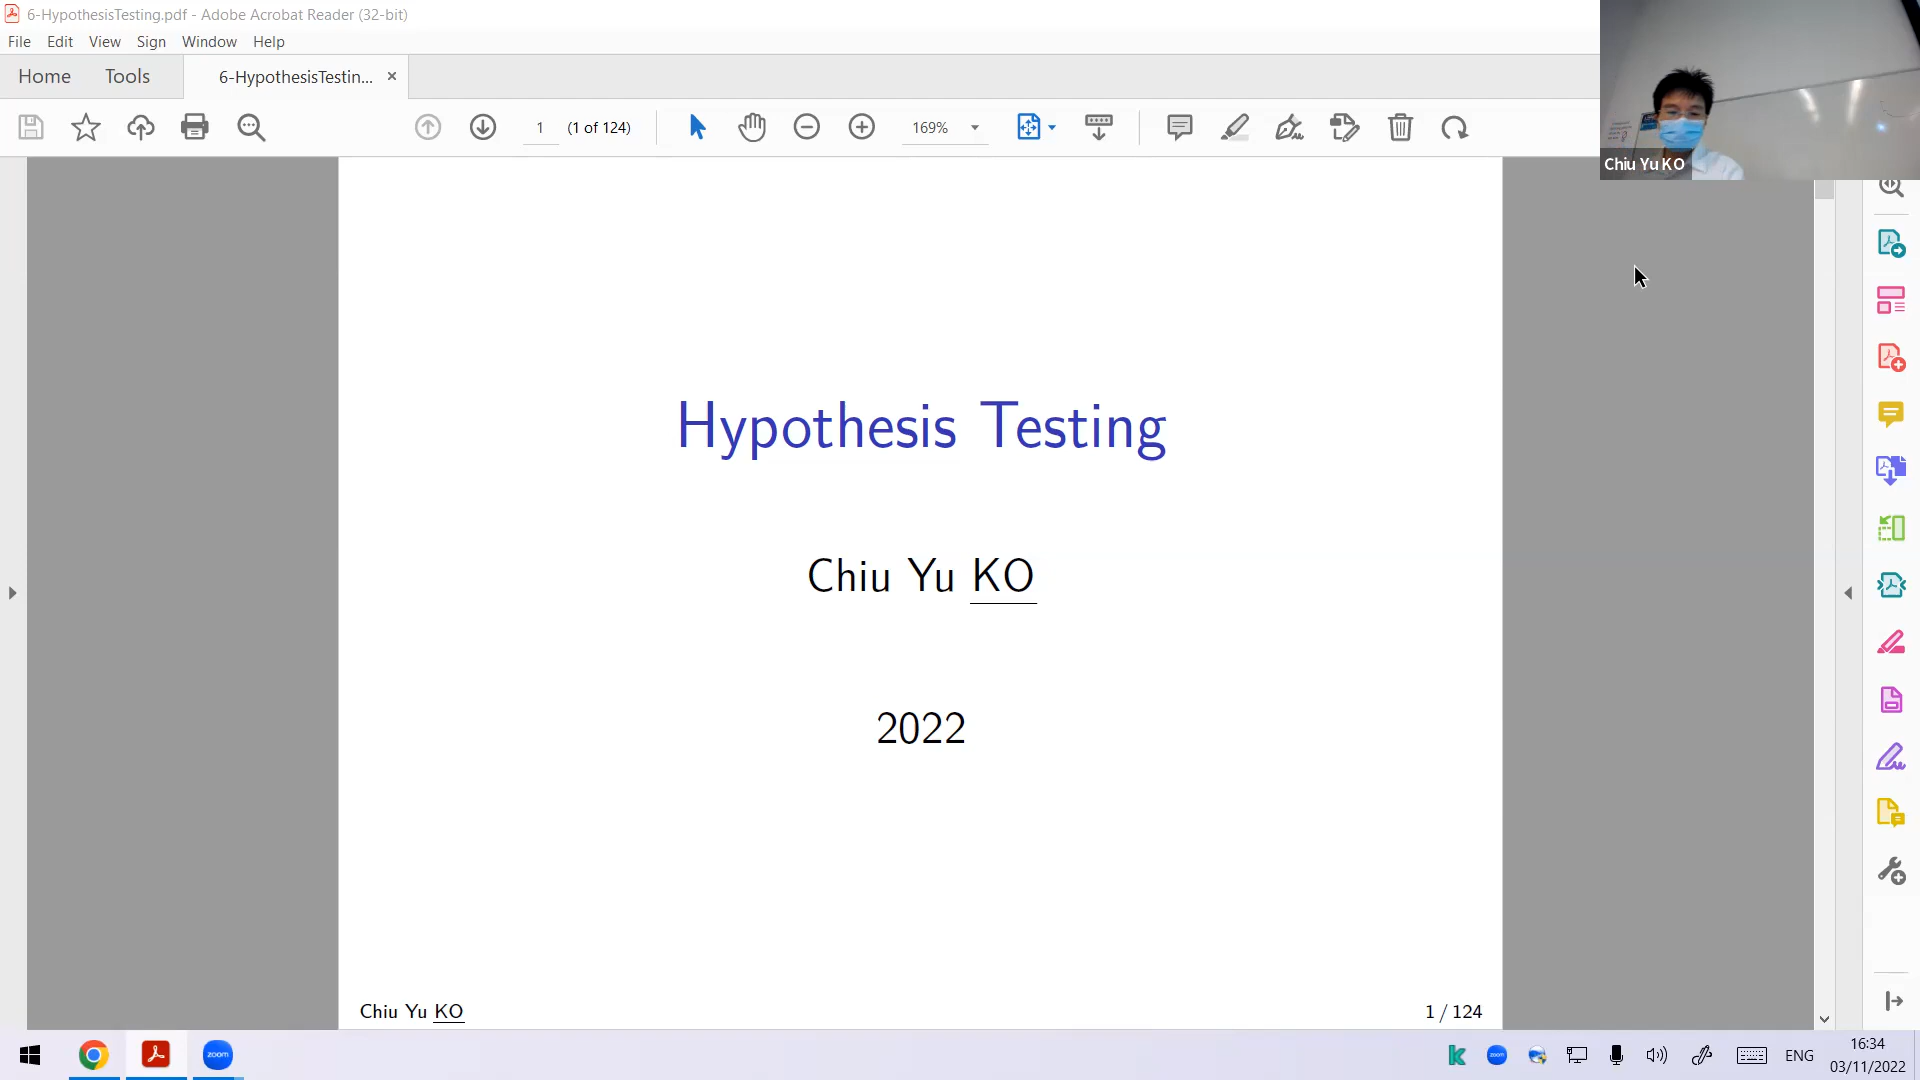 6-HypothesisTesting.pdf - Adobe Acrobat Reader (32-bit)
File Edit View Sign Window Help
Home Tools 6-HypothesisTestin... ×
1 (1 of 124) 169%
Chiu Yu KO
Hypothesis Testing
Chiu Yu KO
2022
Chiu Yu KO 1 / 124
zoom zoom ENG 16:34
03/11/2022